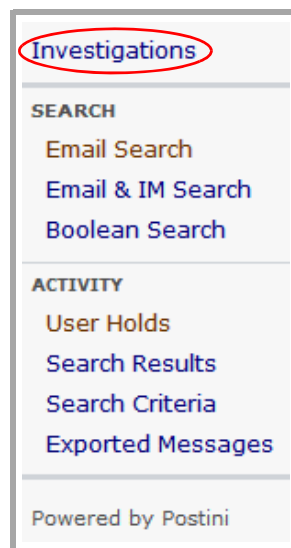 Investigations
SEARCH
Email Search
Email & IM Search
Boolean Search
ACTIVITY
User Holds
Search Results
Search Criteria
Exported Messages
Powered by Postini